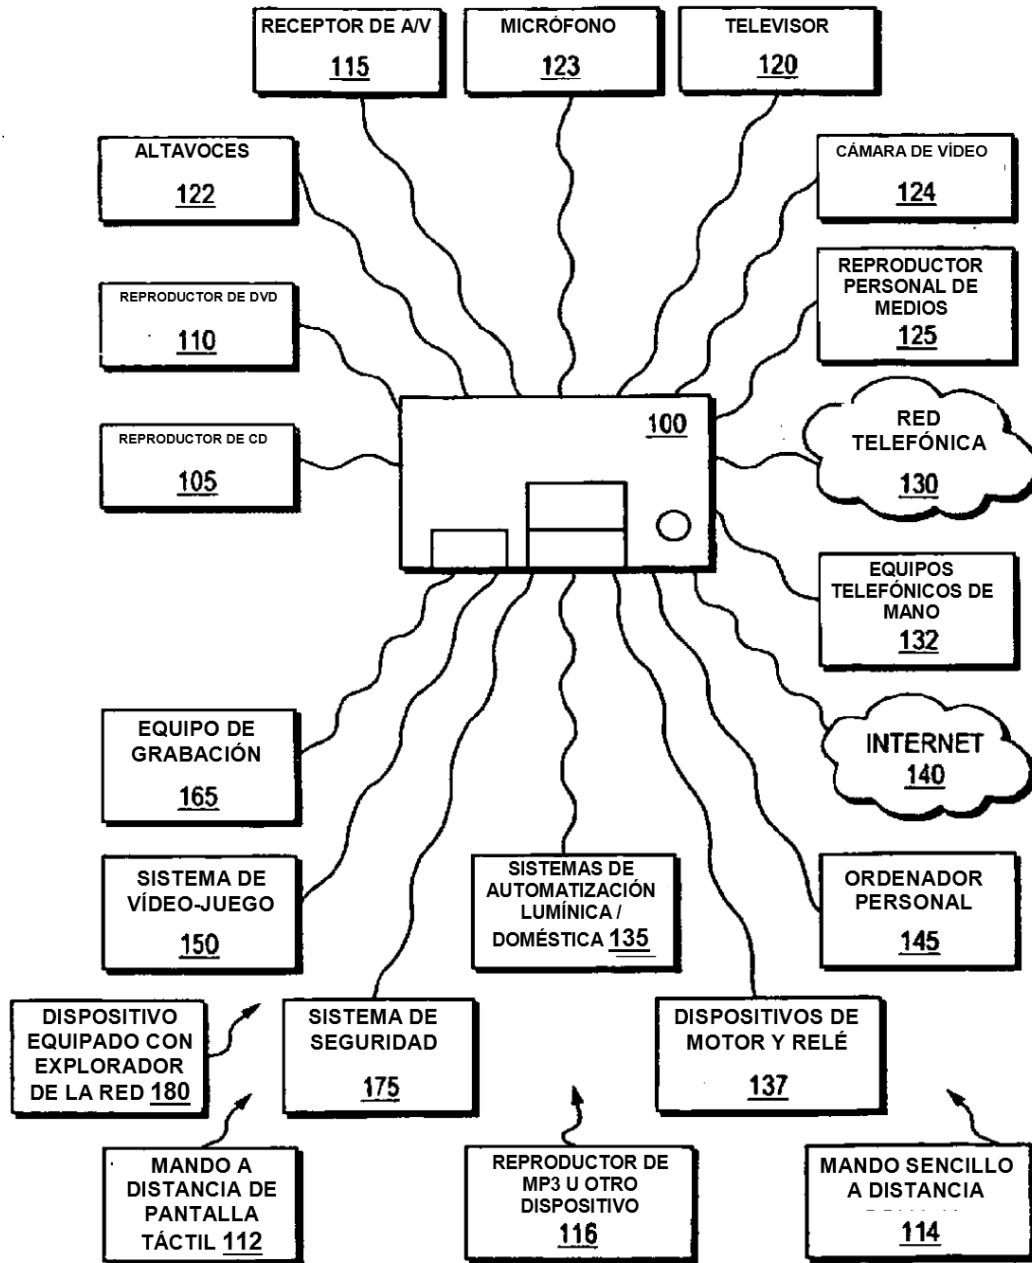 RECEPTOR DE A/V
115
MICRÓFONO
123
TELEVISOR
120
ALTAVOCES
122
CÁMARA DE VÍDEO
124
REPRODUCTOR DE DVD
110
REPRODUCTOR
PERSONAL DE
MEDIOS
125
REPRODUCTOR DE CD
105
100
RED
TELEFÓNICA
130
EQUIPOS
TELEFÓNICOS DE
MANO
132
EQUIPO DE
GRABACIÓN
165
INTERNET
140
SISTEMA DE
VÍDEO-JUEGO
150
SISTEMAS DE
AUTOMATIZACIÓN
LUMÍNICA /
DOMÉSTICA 135
ORDENADOR
PERSONAL
145
DISPOSITIVO
EQUIPADO CON
EXPLORADOR
DE LA RED 180
SISTEMA DE
SEGURIDAD
175
DISPOSITIVOS DE
MOTOR Y RELÉ
137
MANDO A
DISTANCIA DE
PANTALLA
TÁCTIL 112
REPRODUCTOR DE
MP3 U OTRO
DISPOSITIVO
116
MANDO SENCILLO
A DISTANCIA
114